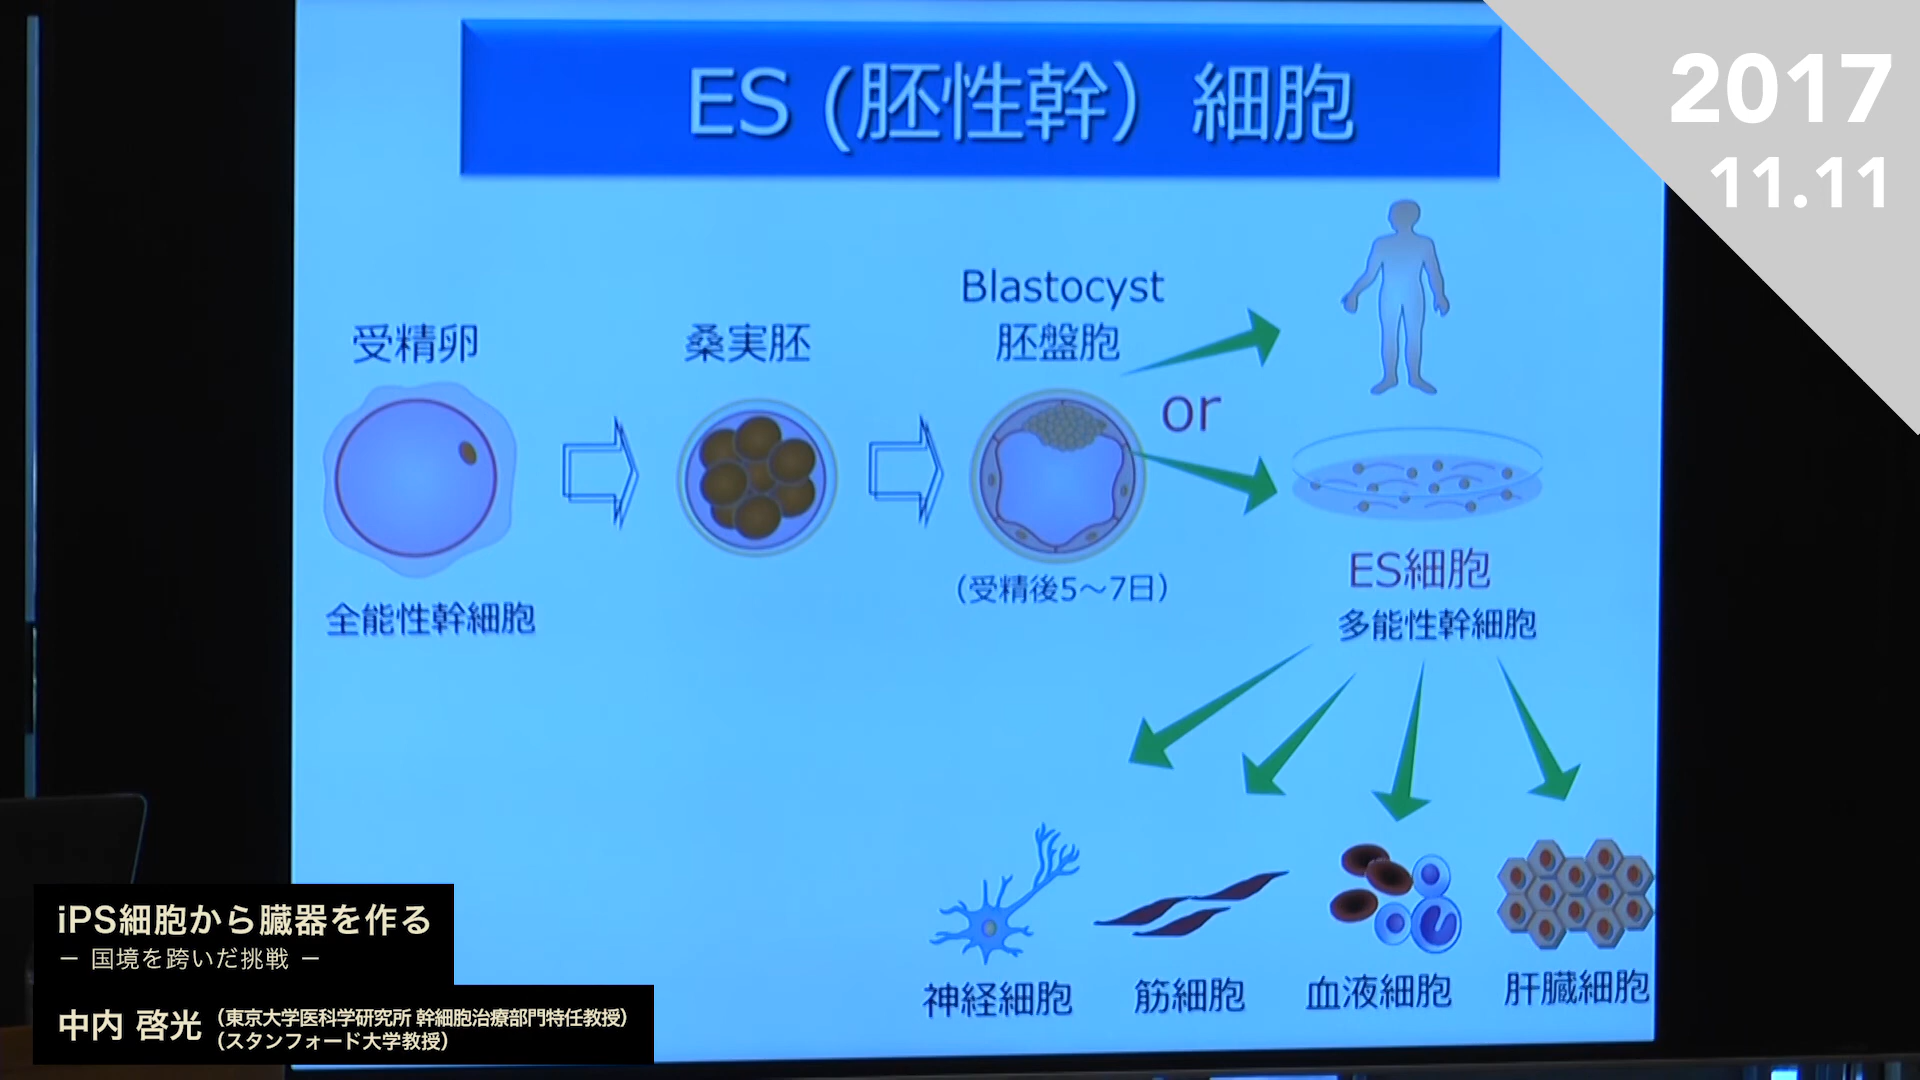 ES (胚性幹）細胞
2017
11.11
Blastocyst
受精卵
桑実胚
胚盤胞
or
(受精後5～7日)
ES細胞
全能性幹細胞
多能性幹細胞
神経細胞
筋細胞
血液細胞
肝臓細胞
iPS細胞から臓器を作る
－ 国境を跨いだ挑戦 －
中内 啓光
（東京大学医科学研究所 幹細胞治療部門特任教授）
（スタンフォード大学教授）